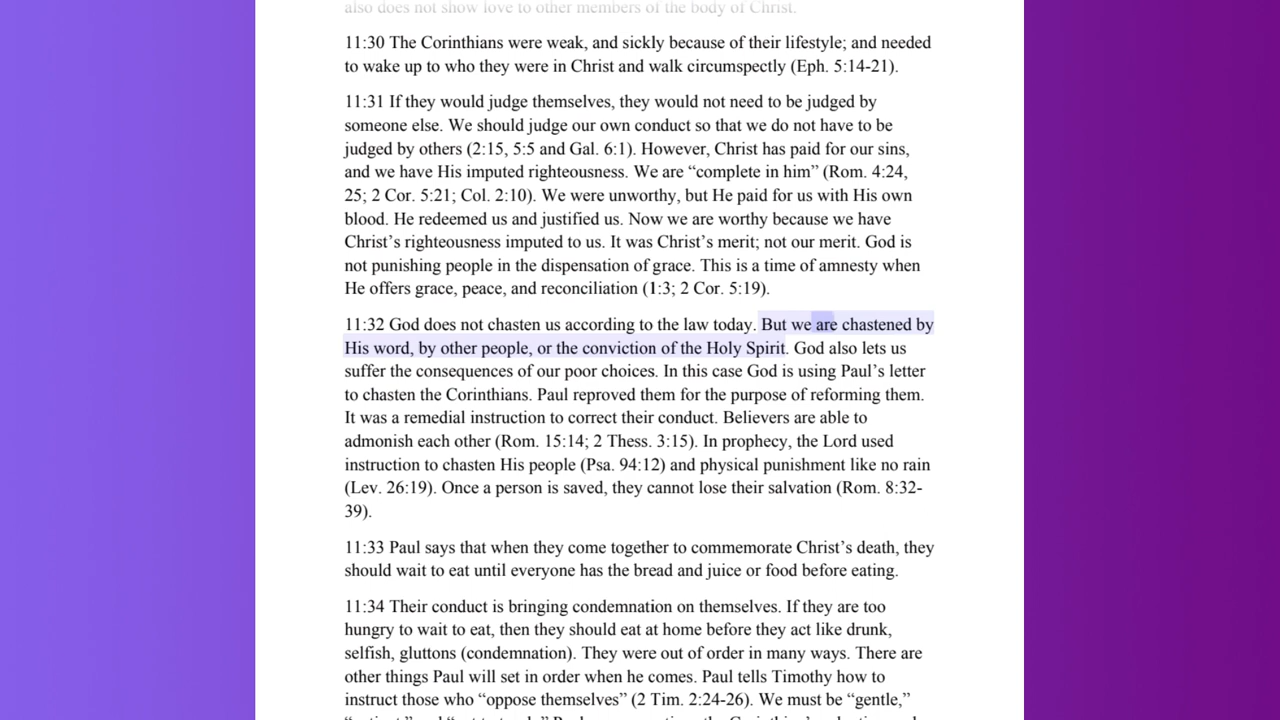 also does not show love to other members of the body of Christ.
11:30 The Corinthians were weak, and sickly because of their lifestyle; and needed
to wake up to who they were in Christ and walk circumspectly (Eph. 5:14-21).
11:31 If they would judge themselves, they would not need to be judged by
someone else. We should judge our own conduct so that we do not have to be
judged by others (2:15, 5:5 and Gal. 6:1). However, Christ has paid for our sins,
and we have His imputed righteousness. We are “complete in him” (Rom. 4:24,
25; 2 Cor. 5:21; Col. 2:10). We were unworthy, but He paid for us with His own
blood. He redeemed us and justified us. Now we are worthy because we have
Christ’s righteousness imputed to us. It was Christ’s merit; not our merit. God is
not punishing people in the dispensation of grace. This is a time of amnesty when
He offers grace, peace, and reconciliation (1:3; 2 Cor. 5:19).
11:32 God does not chasten us according to the law today. But we are chastened by
His word, by other people, or the conviction of the Holy Spirit. God also lets us
suffer the consequences of our poor choices. In this case God is using Paul’s letter
to chasten the Corinthians. Paul reproved them for the purpose of reforming them.
It was a remedial instruction to correct their conduct. Believers are able to
admonish each other (Rom. 15:14; 2 Thess. 3:15). In prophecy, the Lord used
instruction to chasten His people (Psa. 94:12) and physical punishment like no rain
(Lev. 26:19). Once a person is saved, they cannot lose their salvation (Rom. 8:32-
39).
11:33 Paul says that when they come together to commemorate Christ’s death, they
should wait to eat until everyone has the bread and juice or food before eating.
11:34 Their conduct is bringing condemnation on themselves. If they are too
hungry to wait to eat, then they should eat at home before they act like drunk,
selfish, gluttons (condemnation). They were out of order in many ways. There are
other things Paul will set in order when he comes. Paul tells Timothy how to
instruct those who “oppose themselves” (2 Tim. 2:24-26). We must be “gentle,”